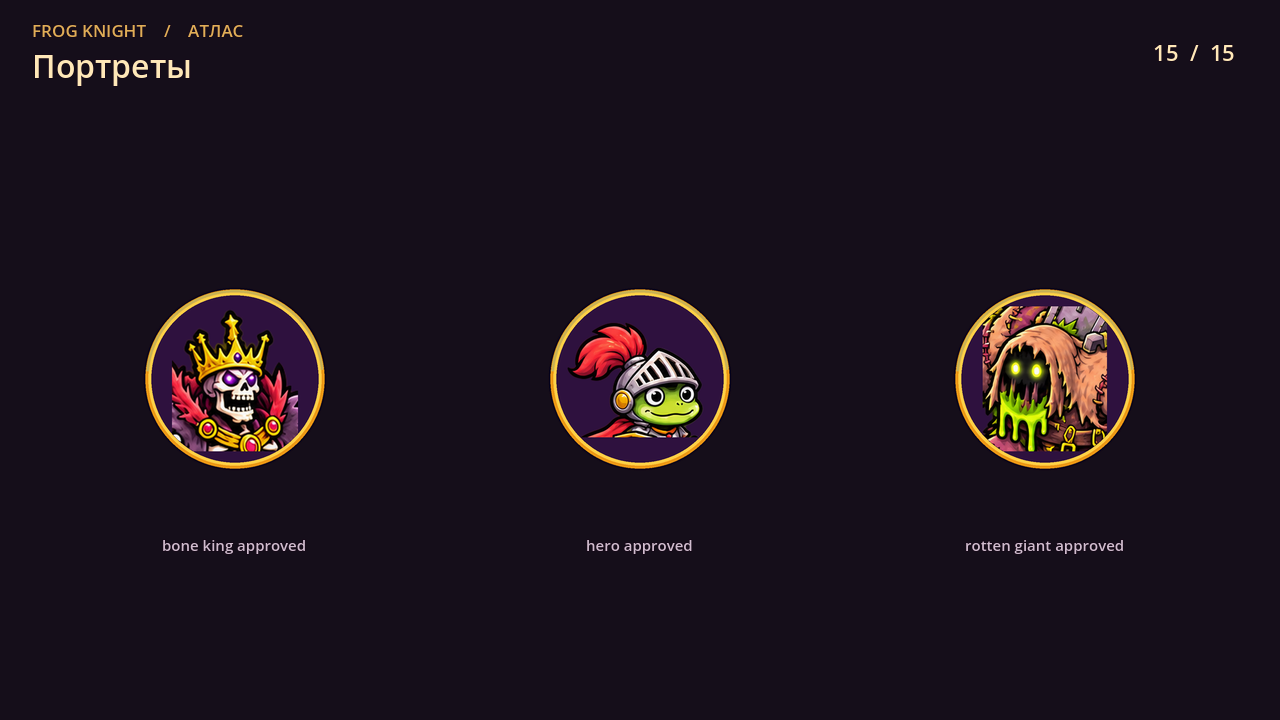 FROG KNIGHT / АТЛАС
Портреты
15 / 15
bone king approved
hero approved
rotten giant approved